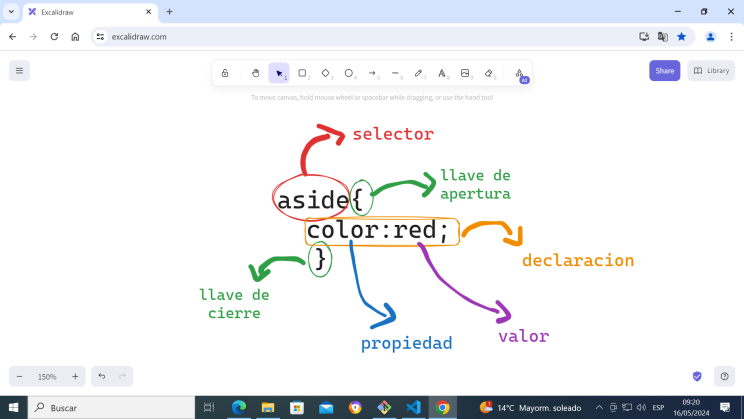 Excalidraw
excalidraw.com
1
2
3
4
5
6
7
8
9
0
AI
Share
Library
To move canvas, hold mouse wheel or spacebar while dragging, or use the hand tool
selector
llave de
apertura
aside{
color:red;
}
declaracion
llave de
cierre
propiedad
valor
150%
Buscar
14°C Mayorm. soleado
ESP
09:20
16/05/2024